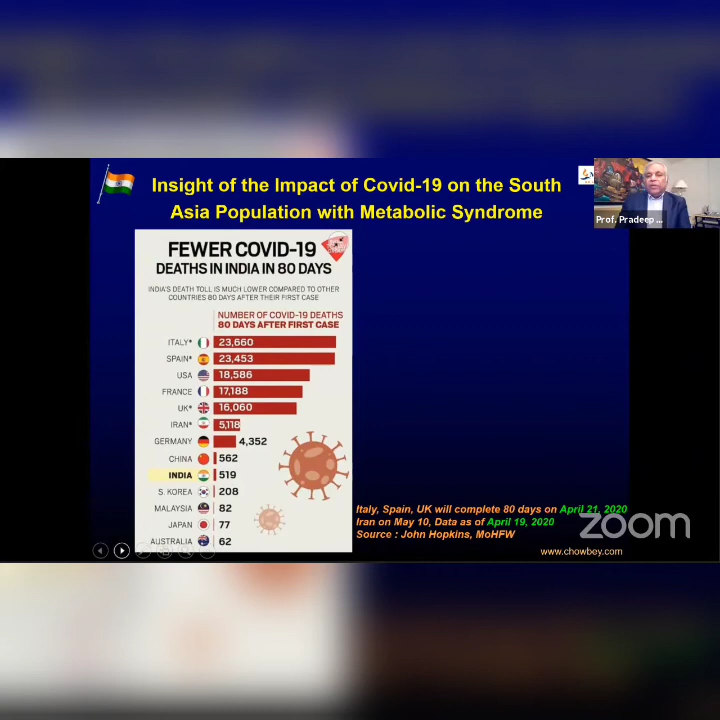 Insight of the Impact of Covid-19 on the South
Asia Population with Metabolic Syndrome
Prof. Pradeep ...
FEWER COVID-19
DEATHS IN INDIA IN 80 DAYS
INDIA'S DEATH TOLL IS MUCH LOWER COMPARED TO OTHER
COUNTRIES 80 DAYS AFTER THEIR FIRST CASE
NUMBER OF COVID-19 DEATHS
80 DAYS AFTER FIRST CASE
ITALY* 23,660
SPAIN* 23,453
USA 18,586
FRANCE 17,188
UK* 16,060
IRAN* 5,118
GERMANY 4,352
CHINA 562
INDIA 519
S. KOREA 208
MALAYSIA 82
JAPAN 77
AUSTRALIA 62
Italy, Spain, UK will complete 80 days on April 21, 2020
Iran on May 10, Data as of April 19, 2020
Source : John Hopkins, MoHFW
zoom
www.chowbey.com